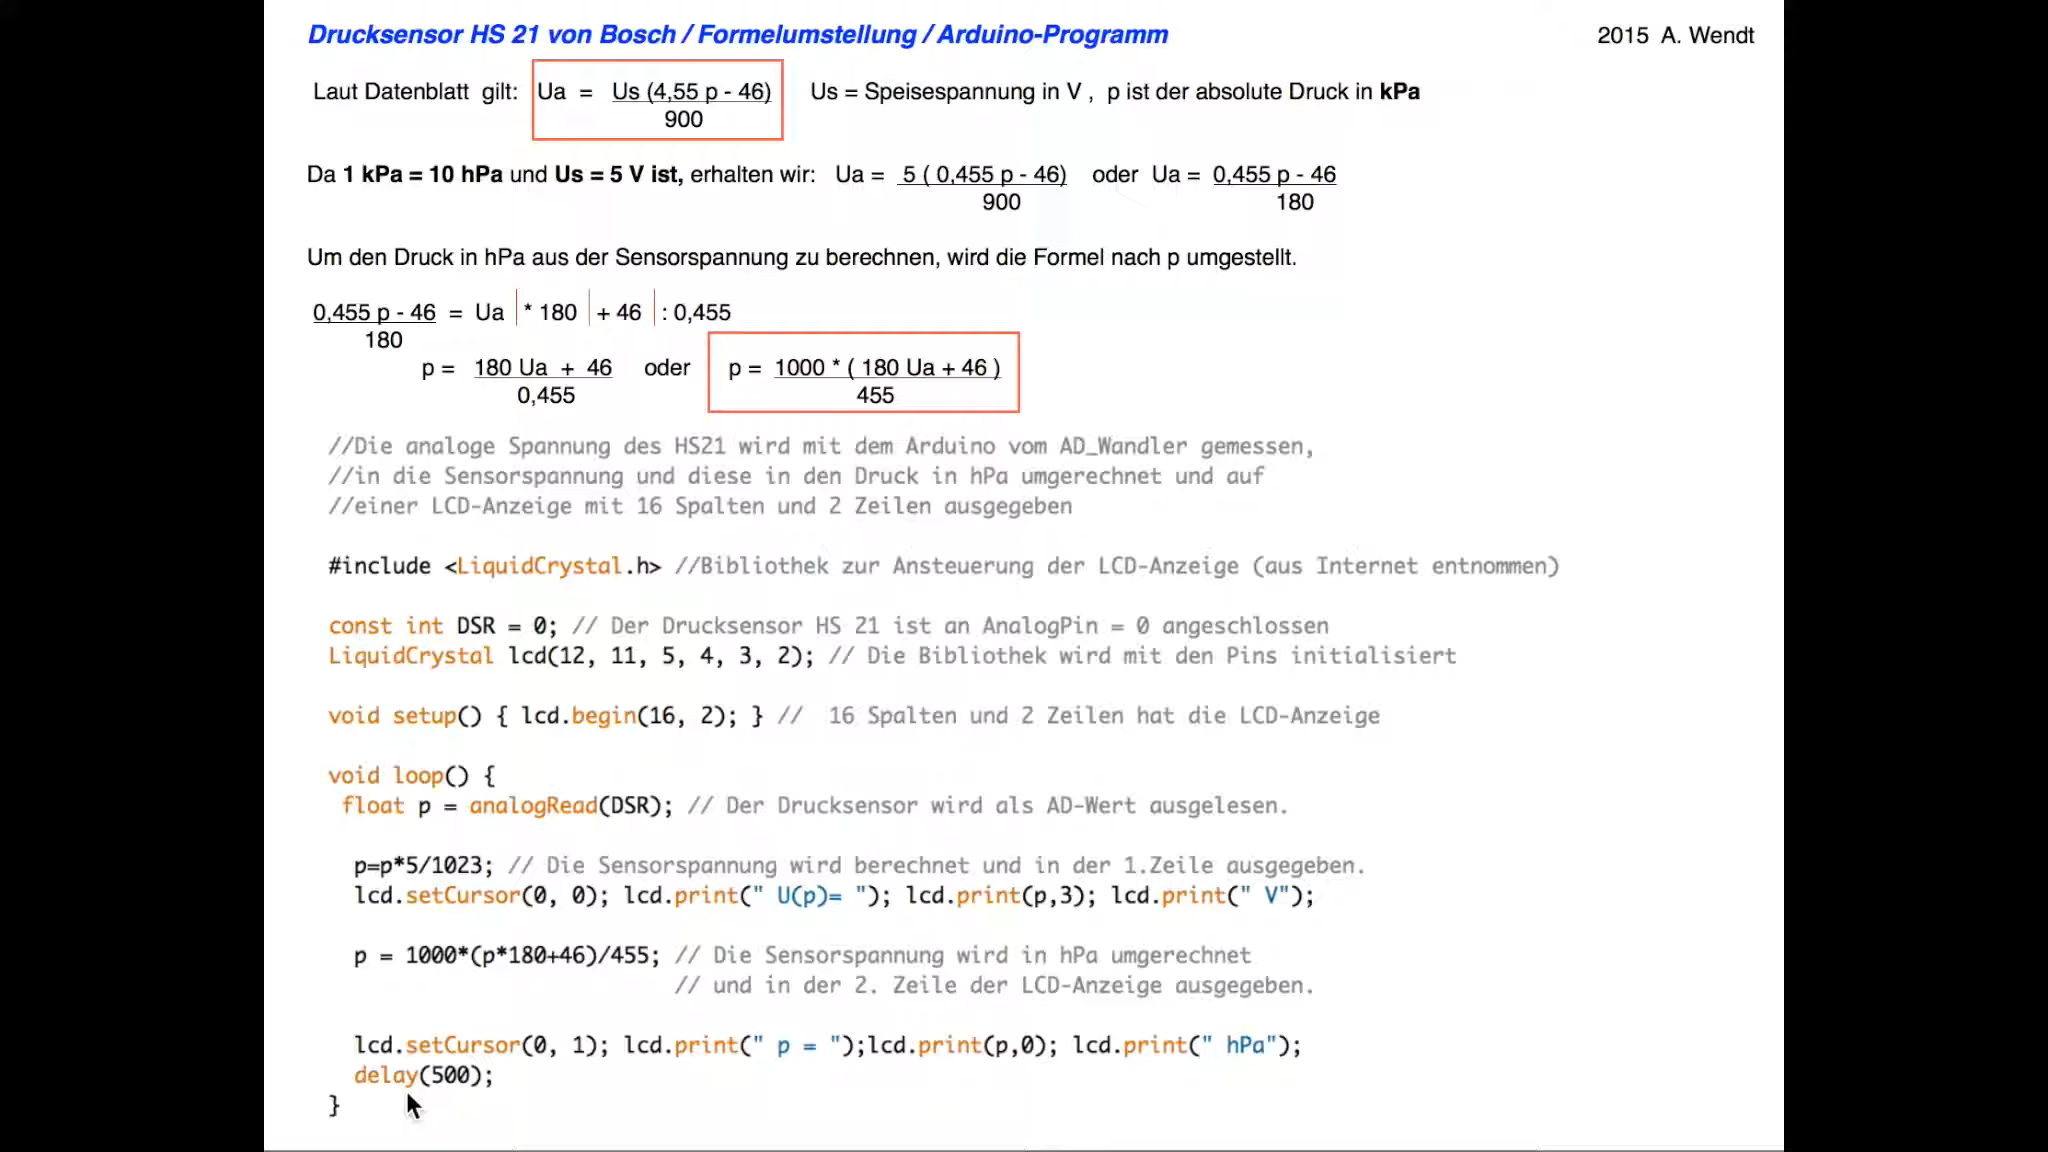 Drucksensor HS 21 von Bosch / Formelumstellung / Arduino-Programm 2015 A. Wendt
Laut Datenblatt gilt: Ua = Us (4,55 p - 46) Us = Speisespannung in V , p ist der absolute Druck in kPa
900
Da 1 kPa = 10 hPa und Us = 5 V ist, erhalten wir: Ua = 5 ( 0,455 p - 46) oder Ua = 0,455 p - 46
900 180
Um den Druck in hPa aus der Sensorspannung zu berechnen, wird die Formel nach p umgestellt.
0,455 p - 46 = Ua | * 180 | + 46 | : 0,455
180
p = 180 Ua + 46 oder p = 1000 * ( 180 Ua + 46 )
0,455 455
//Die analoge Spannung des HS21 wird mit dem Arduino vom AD_Wandler gemessen,
//in die Sensorspannung und diese in den Druck in hPa umgerechnet und auf
//einer LCD-Anzeige mit 16 Spalten und 2 Zeilen ausgegeben
#include <LiquidCrystal.h> //Bibliothek zur Ansteuerung der LCD-Anzeige (aus Internet entnommen)
const int DSR = 0; // Der Drucksensor HS 21 ist an AnalogPin = 0 angeschlossen
LiquidCrystal lcd(12, 11, 5, 4, 3, 2); // Die Bibliothek wird mit den Pins initialisiert
void setup() { lcd.begin(16, 2); } // 16 Spalten und 2 Zeilen hat die LCD-Anzeige
void loop() {
float p = analogRead(DSR); // Der Drucksensor wird als AD-Wert ausgelesen.
p=p*5/1023; // Die Sensorspannung wird berechnet und in der 1.Zeile ausgegeben.
lcd.setCursor(0, 0); lcd.print(" U(p)= "); lcd.print(p,3); lcd.print(" V");
p = 1000*(p*180+46)/455; // Die Sensorspannung wird in hPa umgerechnet
// und in der 2. Zeile der LCD-Anzeige ausgegeben.
lcd.setCursor(0, 1); lcd.print(" p = ");lcd.print(p,0); lcd.print(" hPa");
delay(500);
}